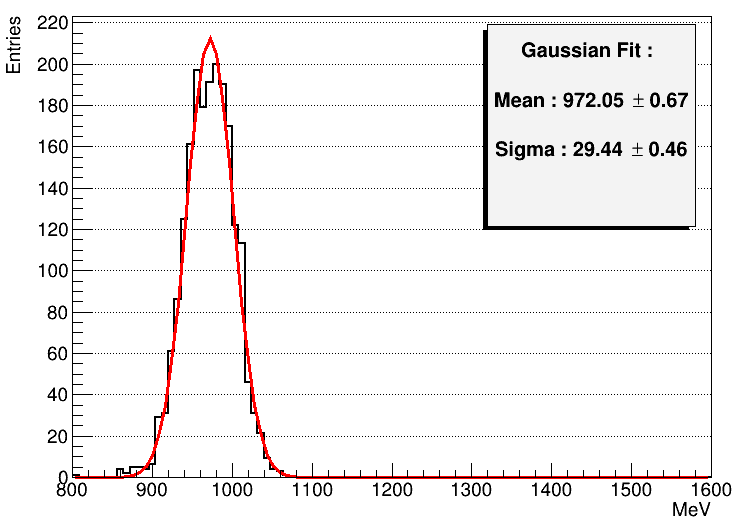 Entries
220
200
180
160
140
120
100
80
60
40
20
0
800 900 1000 1100 1200 1300 1400 1500 1600
MeV
Gaussian Fit :
Mean : 972.05 ± 0.67
Sigma : 29.44 ± 0.46